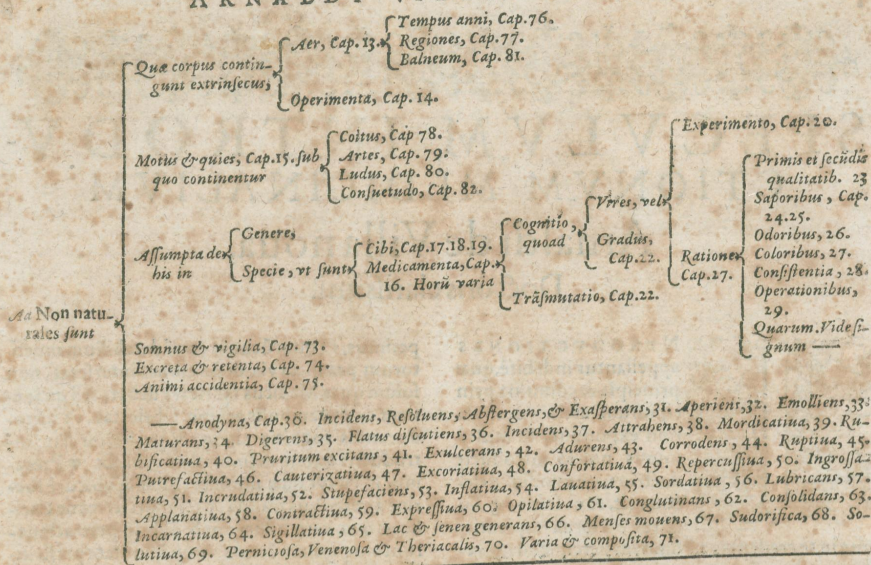 Tempus anni, Cap.76.
Aer, Cap.13.
Regiones, Cap.77.
Balneum, Cap. 81.
Quæ corpus contin-
gunt extrinsecus,
Operimenta, Cap. 14.
Motus & quies, Cap.15. sub
quo continentur
Coitus, Cap 78.
Artes, Cap. 79.
Ludus, Cap. 80.
Consuetudo, Cap. 82.
Assumpta de
his in
Genere,
Specie, vt sunt
Cibi, Cap.17.18.19.
Medicamenta, Cap.
16. Horū varia
Cognitio,
quoad
Vires, vel
Gradus,
Cap.22.
Trāsmutatio, Cap.22.
Experimento, Cap. 20.
Ratione
Cap.27.
Primis et secūdis
qualitatib. 23
Saporibus, Cap.
24.25.
Odoribus, 26.
Coloribus, 27.
Consistentia, 28.
Operationibus,
29.
Quarum. Vide si-
gnum —
Aa Non natu-
rales sunt
Somnus & vigilia, Cap. 73.
Excreta & retenta, Cap. 74.
Animi accidentia, Cap. 75.
— Anodyna, Cap.30. Incidens, Resoluens, Abstergens, & Exasperans, 31. Aperiens, 32. Emolliens, 33.
Maturans, 34. Digerens, 35. Flatus discutiens, 36. Incidens, 37. Attrahens, 38. Mordicatiua, 39. Ru-
bificatiua, 40. Pruritum excitans, 41. Exulcerans, 42. Adurens, 43. Corrodens, 44. Ruptiua, 45.
Putrefactiua, 46. Cauterizatiua, 47. Excoriatiua, 48. Confortatiua, 49. Repercussiua, 50. Ingrossa-
tiua, 51. Incrudatiua, 52. Stupefaciens, 53. Inflatiua, 54. Lauatiua, 55. Sordatiua, 56. Lubricans, 57.
Applanatiua, 58. Contractiua, 59. Expressiua, 60. Opilatiua, 61. Conglutinans, 62. Consolidans, 63.
Incarnatiua, 64. Sigillatiua, 65. Lac & semen generans, 66. Menses mouens, 67. Sudorifica, 68. So-
lutiua, 69. Perniciosa, Venenosa & Theriacalis, 70. Varia & composita, 71.